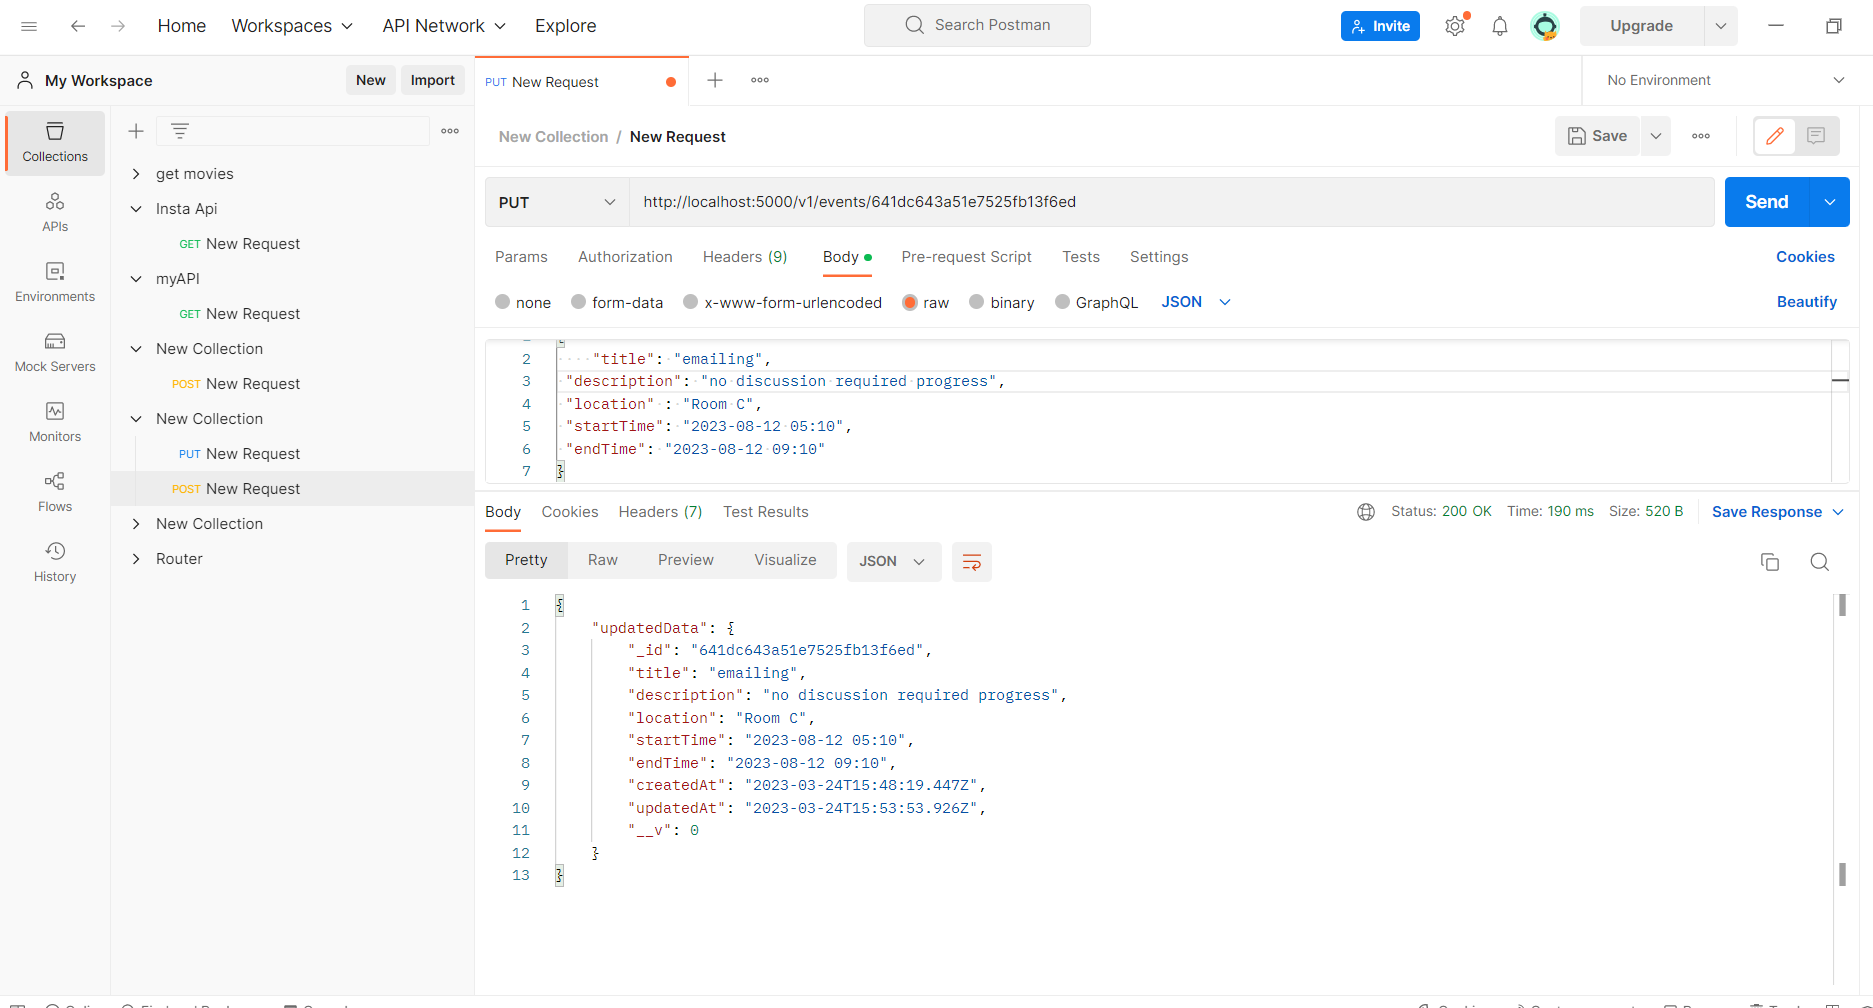 Home Workspaces API Network Explore Search Postman Invite Upgrade
My Workspace New Import PUT New Request No Environment
New Collection / New Request Save
Collections
APIs
Environments
Mock Servers
Monitors
Flows
History
get movies
Insta Api
GET New Request
myAPI
GET New Request
New Collection
POST New Request
New Collection
PUT New Request
POST New Request
New Collection
Router
PUT http://localhost:5000/v1/events/641dc643a51e7525fb13f6ed Send
Params Authorization Headers (9) Body Pre-request Script Tests Settings Cookies
none form-data x-www-form-urlencoded raw binary GraphQL JSON Beautify
2 "title": "emailing",
3 "description": "no discussion required progress",
4 "location" : "Room C",
5 "startTime": "2023-08-12 05:10",
6 "endTime": "2023-08-12 09:10"
7 }
Body Cookies Headers (7) Test Results Status: 200 OK Time: 190 ms Size: 520 B Save Response
Pretty Raw Preview Visualize JSON
1 {
2 "updatedData": {
3 "_id": "641dc643a51e7525fb13f6ed",
4 "title": "emailing",
5 "description": "no discussion required progress",
6 "location": "Room C",
7 "startTime": "2023-08-12 05:10",
8 "endTime": "2023-08-12 09:10",
9 "createdAt": "2023-03-24T15:48:19.447Z",
10 "updatedAt": "2023-03-24T15:53:53.926Z",
11 "__v": 0
12 }
13 }